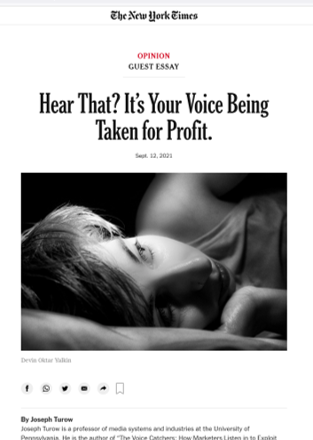 The New York Times
OPINION
GUEST ESSAY
Hear That? It's Your Voice Being
Taken for Profit.
Sept. 12, 2021
Devin Oktar Yalkin
By Joseph Turow
Joseph Turow is a professor of media systems and industries at the University of
Pennsylvania. He is the author of "The Voice Catchers: How Marketers Listen in to Exploit